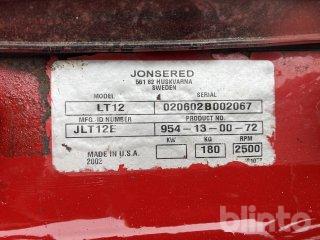 JONSERED
561 82 HUSKVARNA
SWEDEN
MODEL SERIAL
LT12 020602B002067
MFG. ID NUMBER PRODUCT NO.
JLT12E 954-13-00-72
KW KG RPM
MADE IN U.S.A. 180 2500
2002
blinto